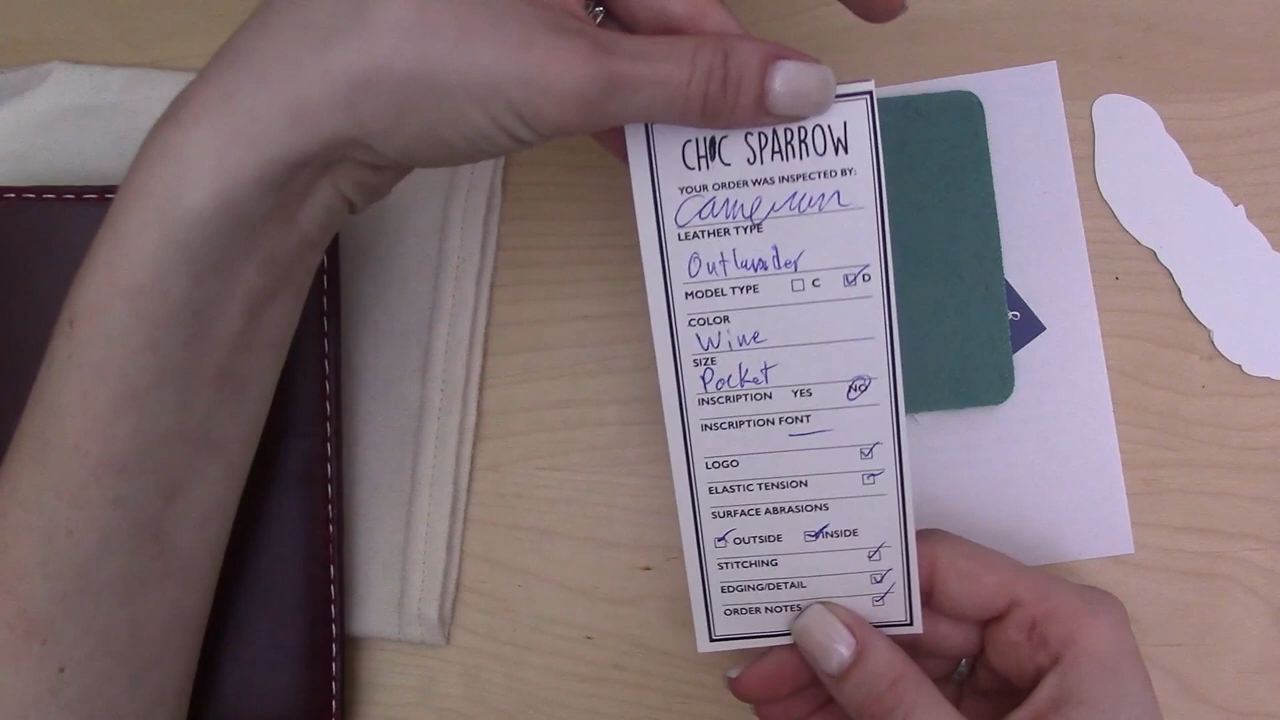 CHIC SPARROW
YOUR ORDER WAS INSPECTED BY:
Cameron
LEATHER TYPE
Outlander
MODEL TYPE C D
COLOR
Wine
SIZE
Pocket
INSCRIPTION YES NO
INSCRIPTION FONT
LOGO
ELASTIC TENSION
SURFACE ABRASIONS
OUTSIDE INSIDE
STITCHING
EDGING/DETAIL
ORDER NOTES